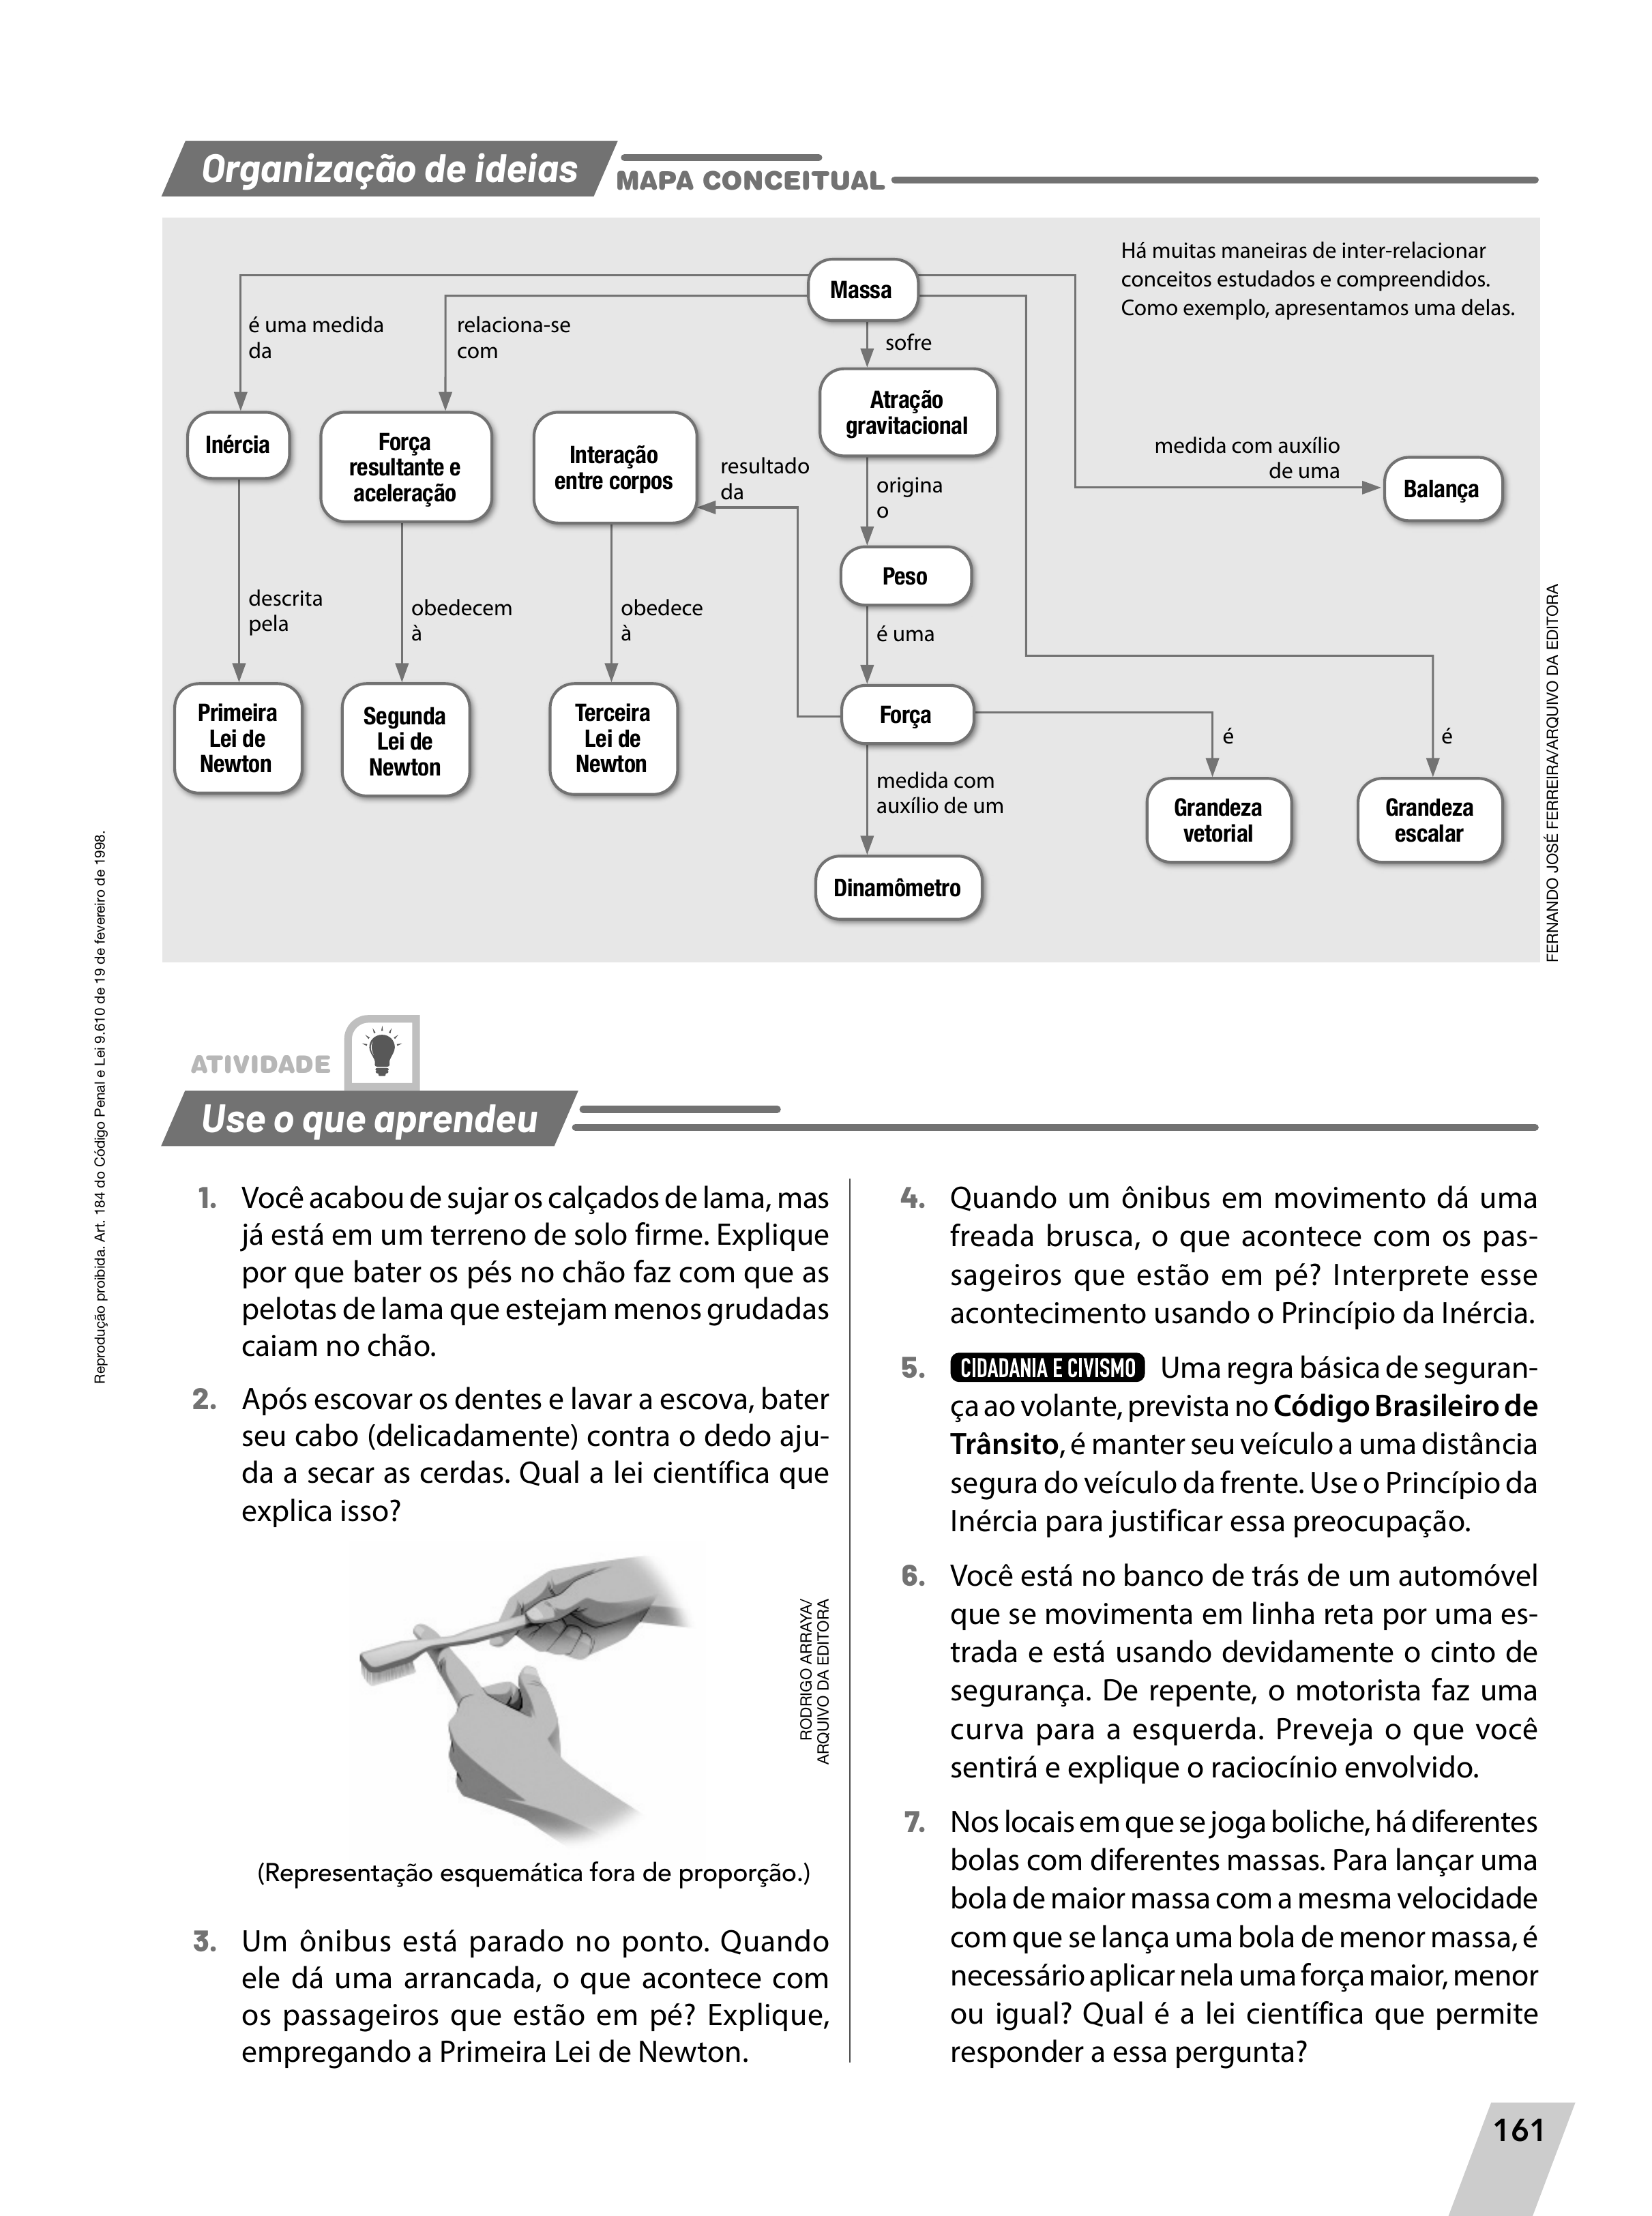 Organização de ideias
MAPA CONCEITUAL
Há muitas maneiras de inter-relacionar
conceitos estudados e compreendidos.
Como exemplo, apresentamos uma delas.
Massa
é uma medida
da
relaciona-se
com
sofre
Atração
gravitacional
Inércia
Força
resultante e
aceleração
Interação
entre corpos
resultado
da
origina
o
medida com auxílio
de uma
Balança
Peso
é uma
descrita
pela
obedecem
à
obedece
à
Primeira
Lei de
Newton
Segunda
Lei de
Newton
Terceira
Lei de
Newton
Força
é
é
medida com
auxílio de um
Grandeza
vetorial
Grandeza
escalar
Dinamômetro
FERNANDO JOSÉ FERREIRA/ARQUIVO DA EDITORA
Reprodução proibida. Art. 184 do Código Penal e Lei 9.610 de 19 de fevereiro de 1998.
ATIVIDADE
Use o que aprendeu
1. Você acabou de sujar os calçados de lama, mas
já está em um terreno de solo firme. Explique
por que bater os pés no chão faz com que as
pelotas de lama que estejam menos grudadas
caiam no chão.
2. Após escovar os dentes e lavar a escova, bater
seu cabo (delicadamente) contra o dedo aju-
da a secar as cerdas. Qual a lei científica que
explica isso?
RODRIGO ARRAYA/
ARQUIVO DA EDITORA
(Representação esquemática fora de proporção.)
3. Um ônibus está parado no ponto. Quando
ele dá uma arrancada, o que acontece com
os passageiros que estão em pé? Explique,
empregando a Primeira Lei de Newton.
4. Quando um ônibus em movimento dá uma
freada brusca, o que acontece com os pas-
sageiros que estão em pé? Interprete esse
acontecimento usando o Princípio da Inércia.
5. CIDADANIA E CIVISMO Uma regra básica de seguran-
ça ao volante, prevista no Código Brasileiro de
Trânsito, é manter seu veículo a uma distância
segura do veículo da frente. Use o Princípio da
Inércia para justificar essa preocupação.
6. Você está no banco de trás de um automóvel
que se movimenta em linha reta por uma es-
trada e está usando devidamente o cinto de
segurança. De repente, o motorista faz uma
curva para a esquerda. Preveja o que você
sentirá e explique o raciocínio envolvido.
7. Nos locais em que se joga boliche, há diferentes
bolas com diferentes massas. Para lançar uma
bola de maior massa com a mesma velocidade
com que se lança uma bola de menor massa, é
necessário aplicar nela uma força maior, menor
ou igual? Qual é a lei científica que permite
responder a essa pergunta?
161